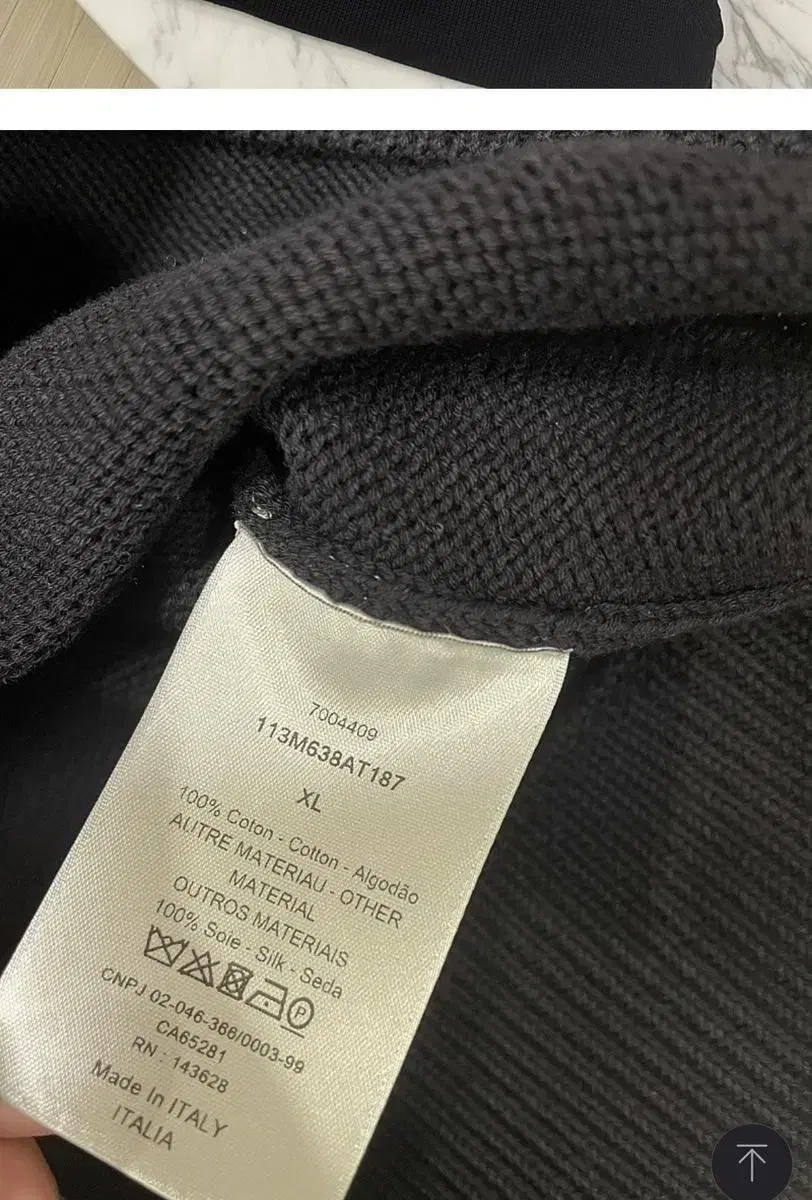 7004409
113M638AT187
XL
100% Coton - Cotton - Algodão
AUTRE MATERIAU - OTHER
MATERIAL
OUTROS MATERIAIS
100% Soie - Silk - Seda
P
CNPJ 02-046-366/0003-99
CA65281
RN : 143628
Made In ITALY
ITALIA